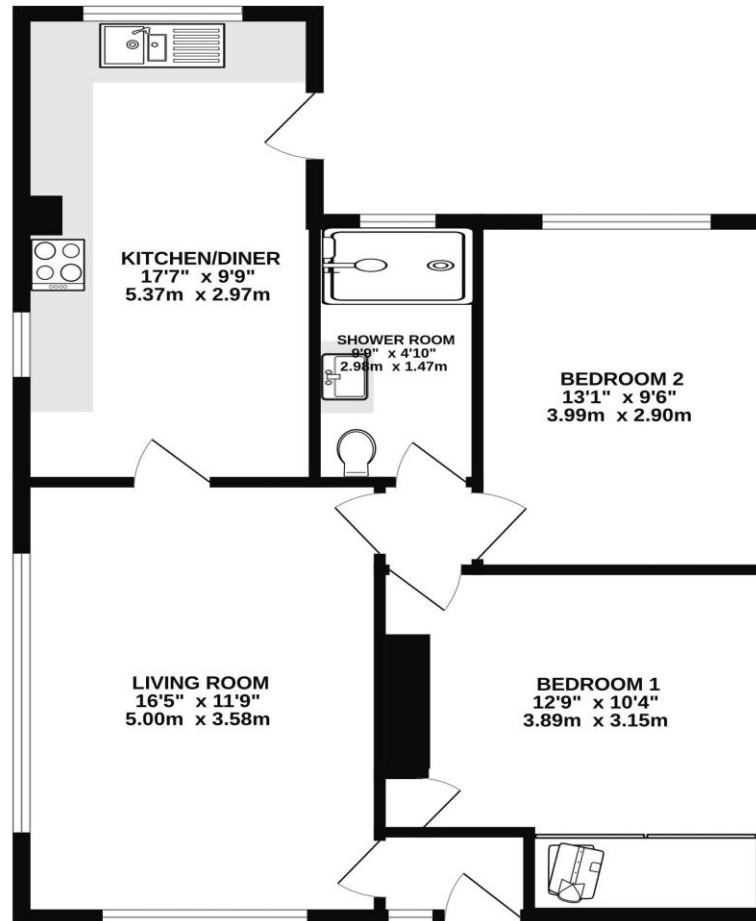 KITCHEN/DINER
17'7" x 9'9"
5.37m x 2.97m
SHOWER ROOM
9'9" x 4'10"
2.98m x 1.47m
BEDROOM 2
13'1" x 9'6"
3.99m x 2.90m
LIVING ROOM
16'5" x 11'9"
5.00m x 3.58m
BEDROOM 1
12'9" x 10'4"
3.89m x 3.15m